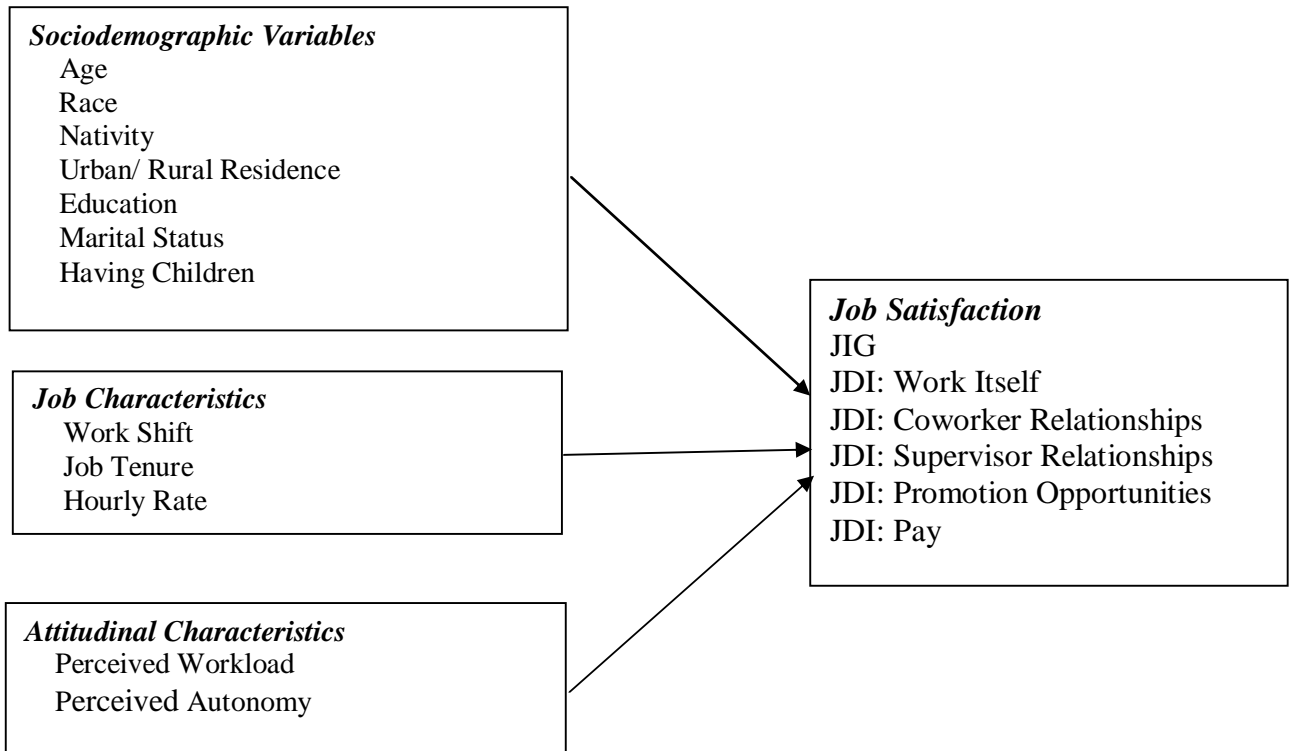 Sociodemographic Variables
Age
Race
Nativity
Urban/ Rural Residence
Education
Marital Status
Having Children
Job Characteristics
Work Shift
Job Tenure
Hourly Rate
Attitudinal Characteristics
Perceived Workload
Perceived Autonomy
Job Satisfaction
JIG
JDI: Work Itself
JDI: Coworker Relationships
JDI: Supervisor Relationships
JDI: Promotion Opportunities
JDI: Pay